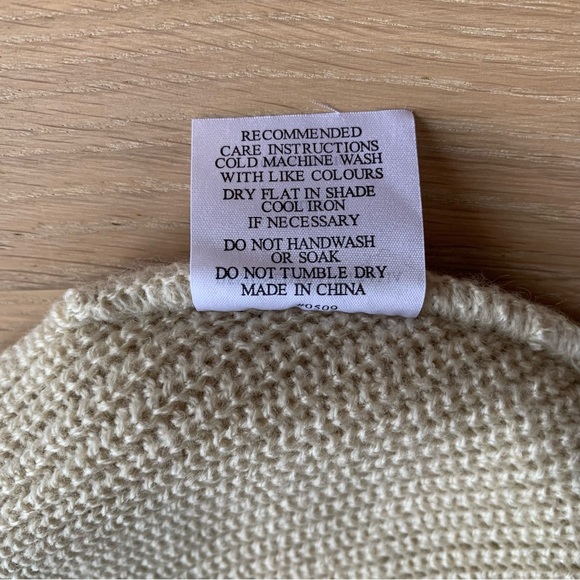 RECOMMENDED
CARE INSTRUCTIONS
COLD MACHINE WASH
WITH LIKE COLOURS
DRY FLAT IN SHADE
COOL IRON
IF NECESSARY
DO NOT HANDWASH
OR SOAK
DO NOT TUMBLE DRY
MADE IN CHINA